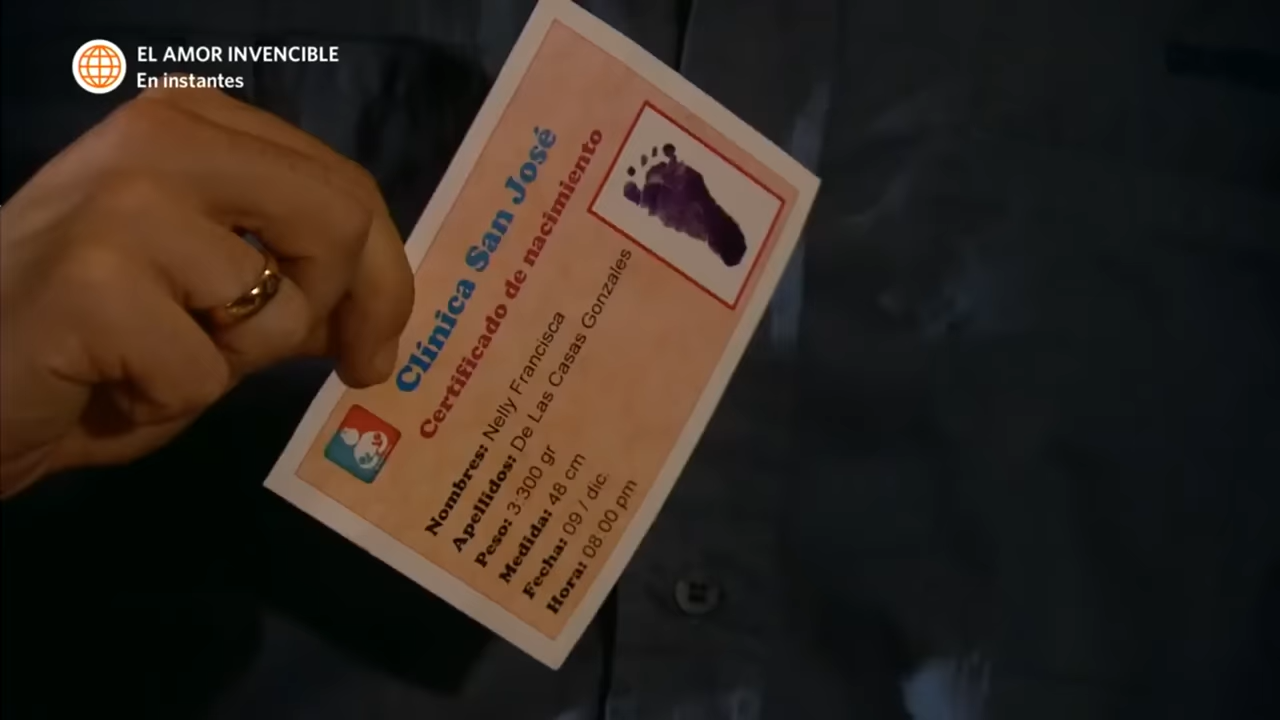 EL AMOR INVENCIBLE
En instantes
Clínica San José
Certificado de nacimiento
Nombres: Nelly Francisca
Apellidos: De Las Casas Gonzales
Peso: 3:300 gr
Medida: 48 cm
Fecha: 09 / dic.
Hora: 08:00 pm